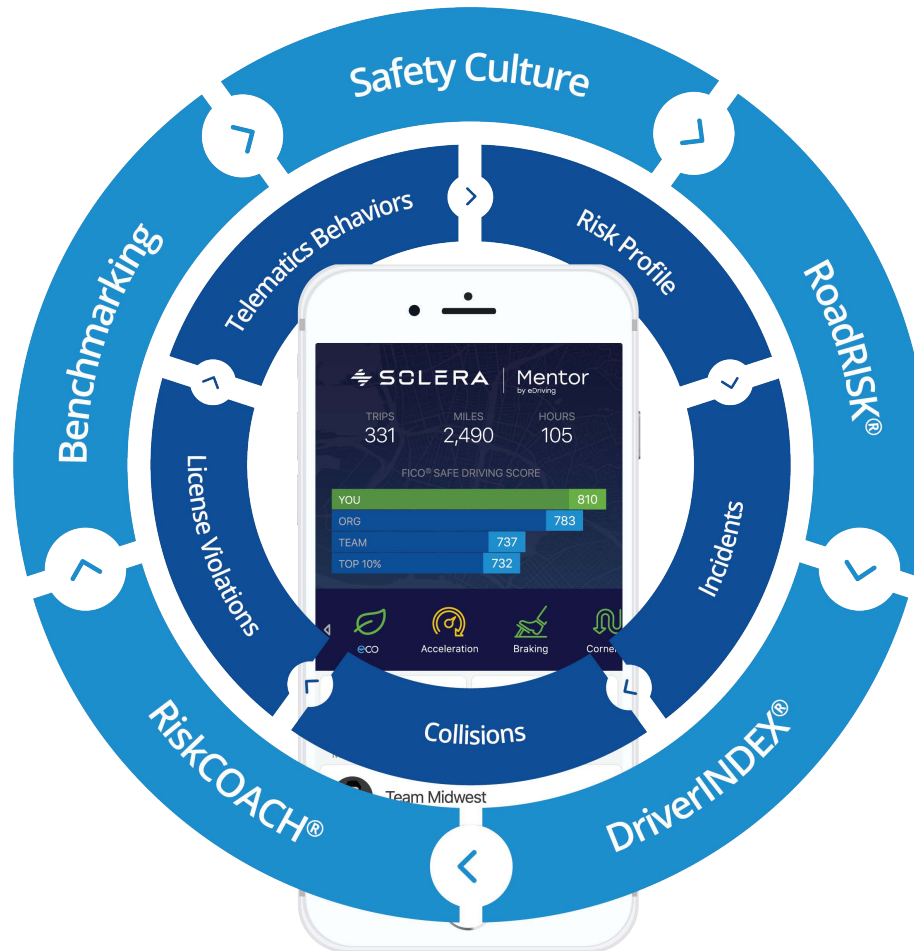 Safety Culture
RoadRISK®
DriverINDEX®
RiskCOACH®
Benchmarking
Telematics Behaviors
Risk Profile
Incidents
Collisions
License Violations
SOLERA
Mentor
by eDriving
TRIPS MILES HOURS
331 2,490 105
FICO® SAFE DRIVING SCORE
YOU 810
ORG 783
TEAM 737
TOP 10% 732
eco Acceleration Braking Corner
Team Midwest